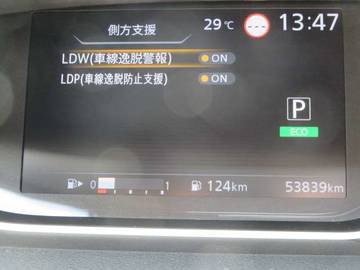 側方支援 29℃ 13:47
LDW(車線逸脱警報) ON
LDP(車線逸脱防止支援) ON
P
ECO
0 1 124km 53839km